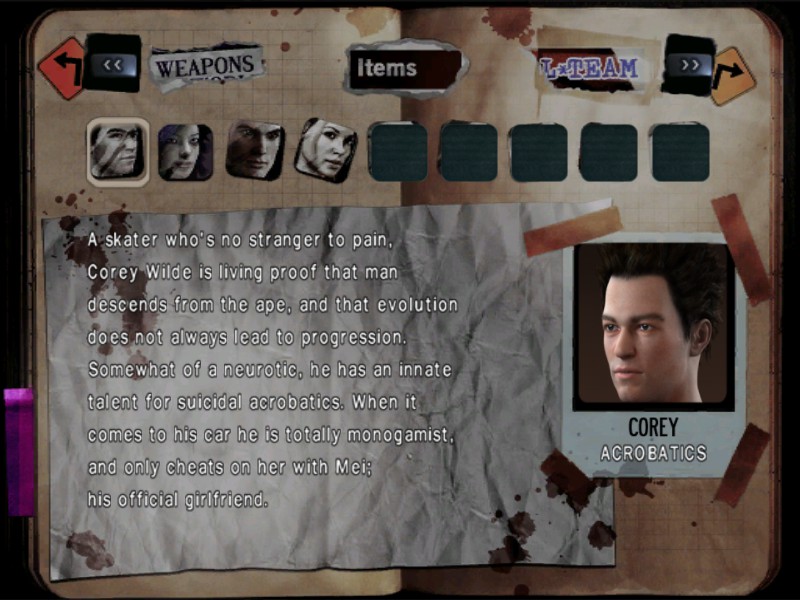 <<
WEAPONS
Items
L*TEAM
>>
A skater who's no stranger to pain,
Corey Wilde is living proof that man
descends from the ape, and that evolution
does not always lead to progression.
Somewhat of a neurotic, he has an innate
talent for suicidal acrobatics. When it
comes to his car he is totally monogamist,
and only cheats on her with Mei;
his official girlfriend.
COREY
ACROBATICS